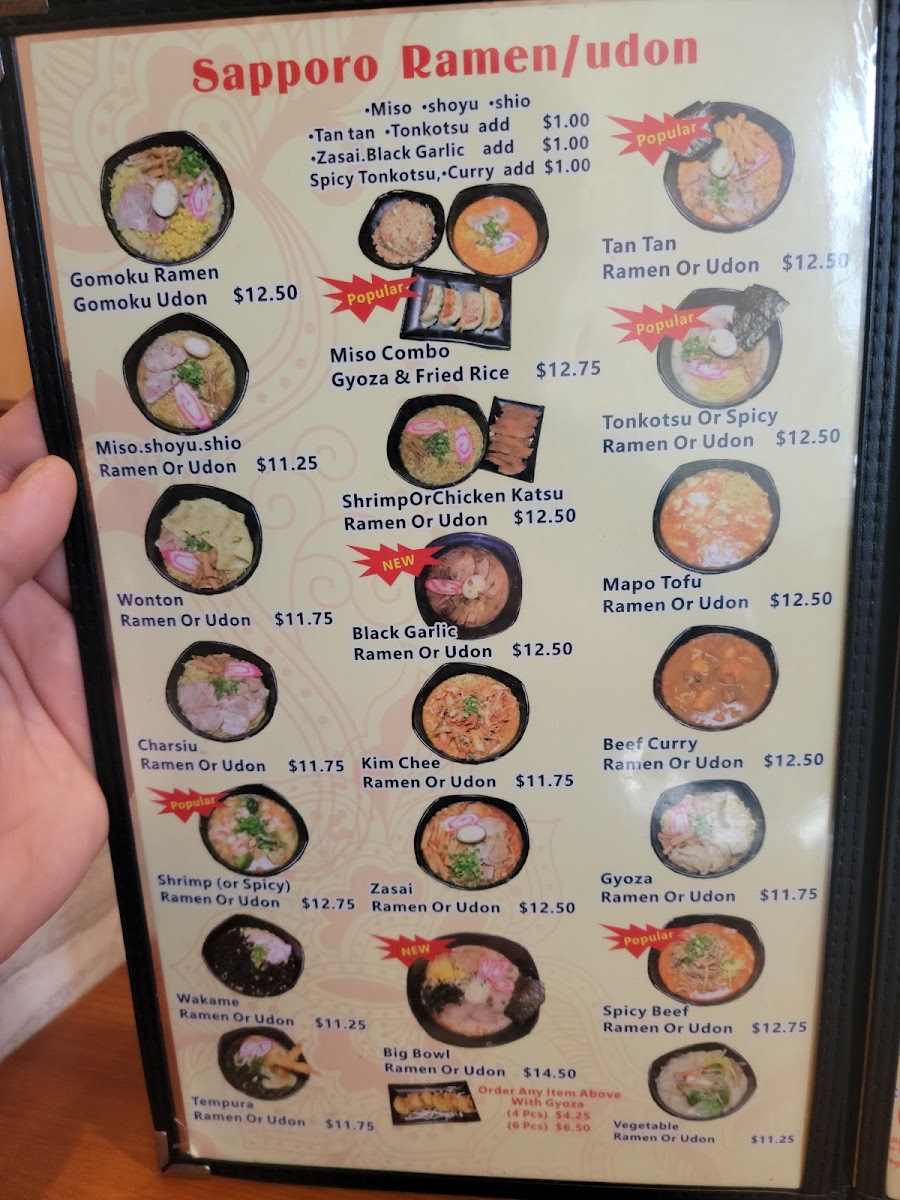 Sapporo Ramen/udon
•Miso •shoyu •shio
•Tan tan •Tonkotsu add $1.00
•Zasai.Black Garlic add $1.00
Spicy Tonkotsu,•Curry add $1.00
Gomoku Ramen
Gomoku Udon $12.50
Miso.shoyu.shio
Ramen Or Udon $11.25
Wonton
Ramen Or Udon $11.75
Charsiu
Ramen Or Udon $11.75
Popular
Shrimp (or Spicy)
Ramen Or Udon $12.75
Wakame
Ramen Or Udon $11.25
Tempura
Ramen Or Udon $11.75
Popular
Miso Combo
Gyoza & Fried Rice $12.75
ShrimpOrChicken Katsu
Ramen Or Udon $12.50
NEW
Black Garlic
Ramen Or Udon $12.50
Kim Chee
Ramen Or Udon $11.75
Zasai
Ramen Or Udon $12.50
NEW
Big Bowl
Ramen Or Udon $14.50
Order Any Item Above
With Gyoza
(4 Pcs) $4.25
(6 Pcs) $6.50
Popular
Tan Tan
Ramen Or Udon $12.50
Popular
Tonkotsu Or Spicy
Ramen Or Udon $12.50
Mapo Tofu
Ramen Or Udon $12.50
Beef Curry
Ramen Or Udon $12.50
Gyoza
Ramen Or Udon $11.75
Popular
Spicy Beef
Ramen Or Udon $12.75
Vegetable
Ramen Or Udon $11.25